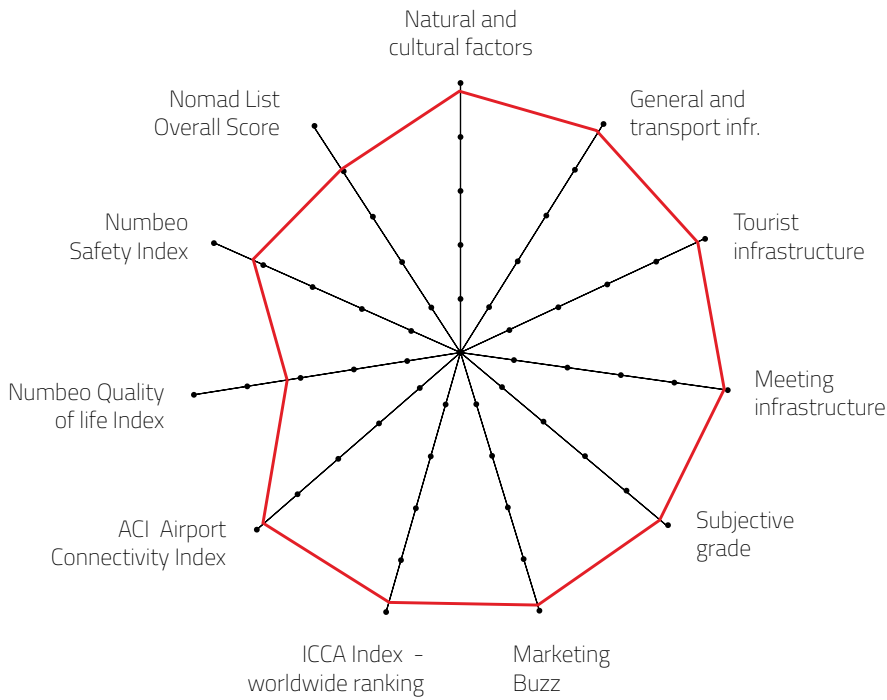 Natural and
cultural factors
General and
transport infr.
Tourist
infrastructure
Meeting
infrastructure
Subjective
grade
Marketing
Buzz
ICCA Index -
worldwide ranking
ACI Airport
Connectivity Index
Numbeo Quality
of life Index
Numbeo
Safety Index
Nomad List
Overall Score